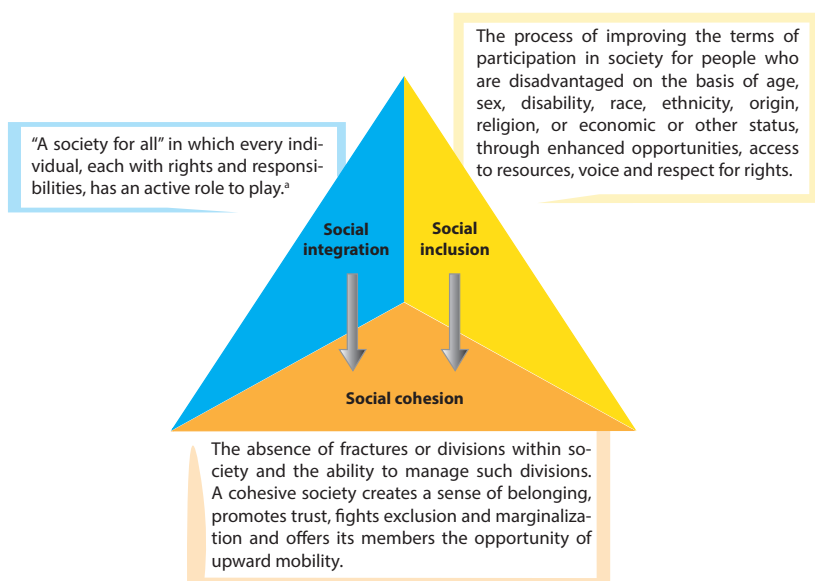 The process of improving the terms of
participation in society for people who
are disadvantaged on the basis of age,
sex, disability, race, ethnicity, origin,
religion, or economic or other status,
through enhanced opportunities, access
to resources, voice and respect for rights.
“A society for all” in which every indi-
vidual, each with rights and responsi-
bilities, has an active role to play.ᵃ
Social
integration
Social
inclusion
Social cohesion
The absence of fractures or divisions within so-
ciety and the ability to manage such divisions.
A cohesive society creates a sense of belonging,
promotes trust, fights exclusion and marginaliza-
tion and offers its members the opportunity of
upward mobility.